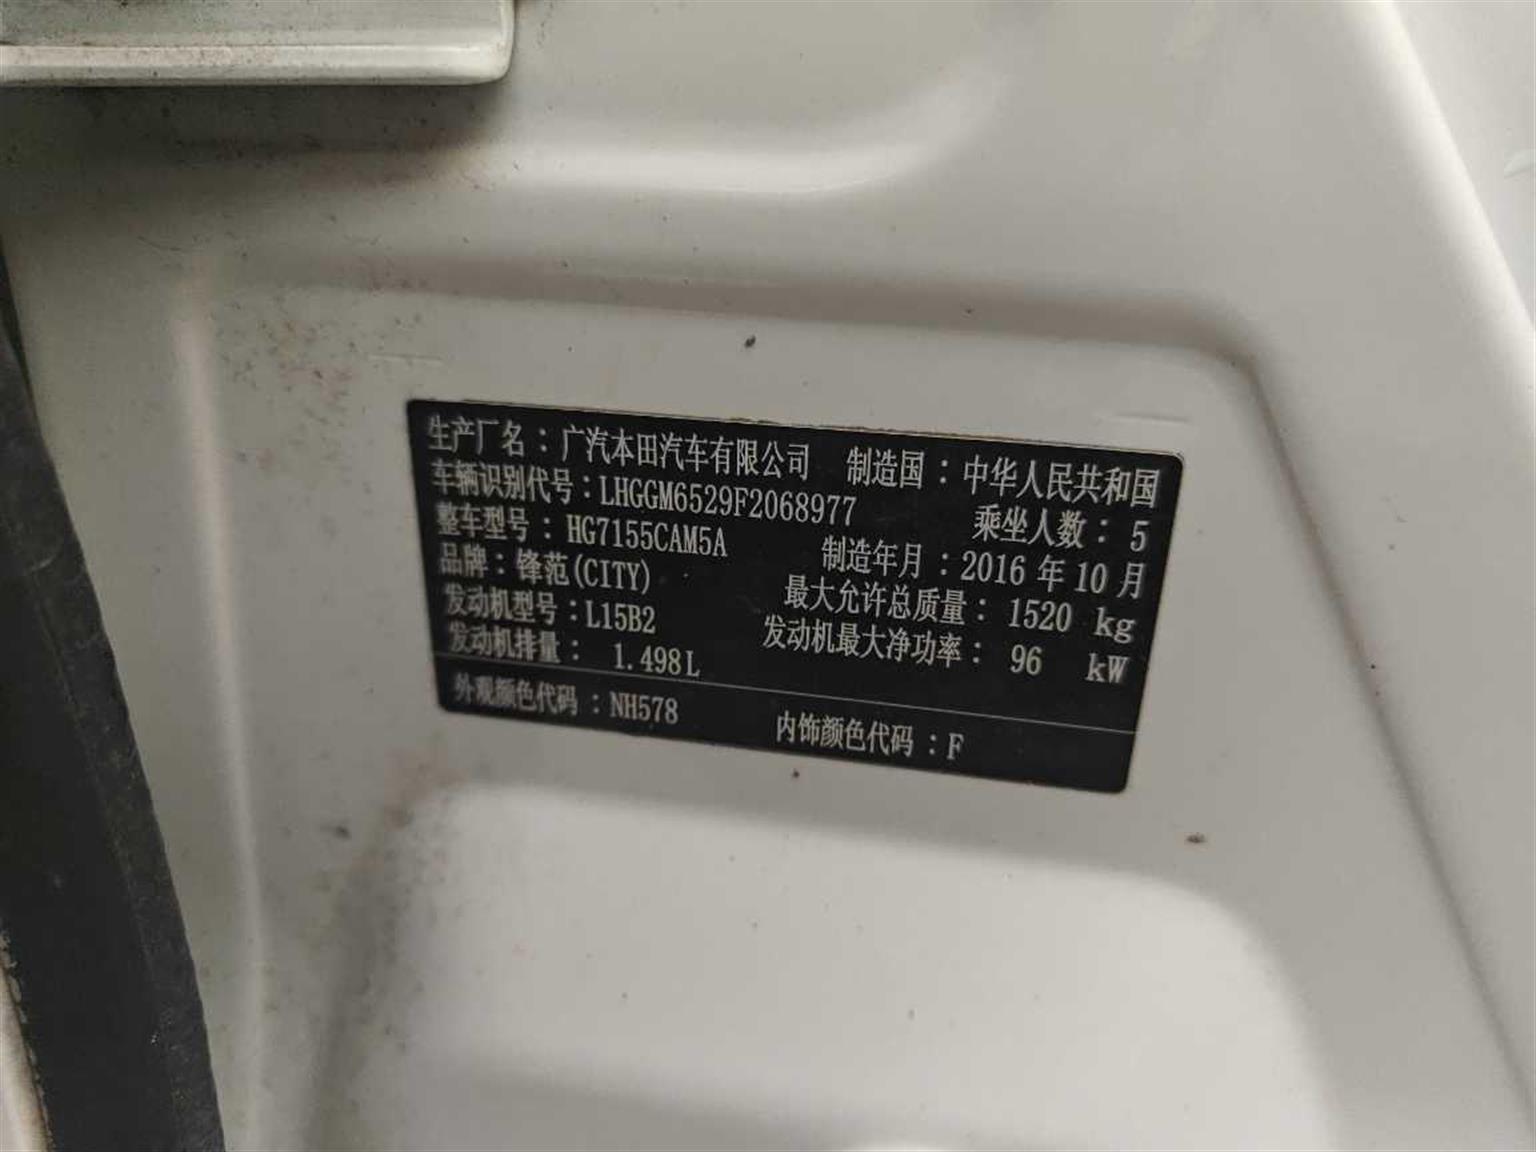 生产厂名：广汽本田汽车有限公司 制造国：中华人民共和国
车辆识别代号：LHGGM6529F2068977 乘坐人数：5
整车型号：HG7155CAM5A 制造年月：2016年10月
品牌：锋范(CITY) 最大允许总质量：1520 kg
发动机型号：L15B2 发动机最大净功率：96 kW
发动机排量：1.498L
外观颜色代码：NH578 内饰颜色代码：F